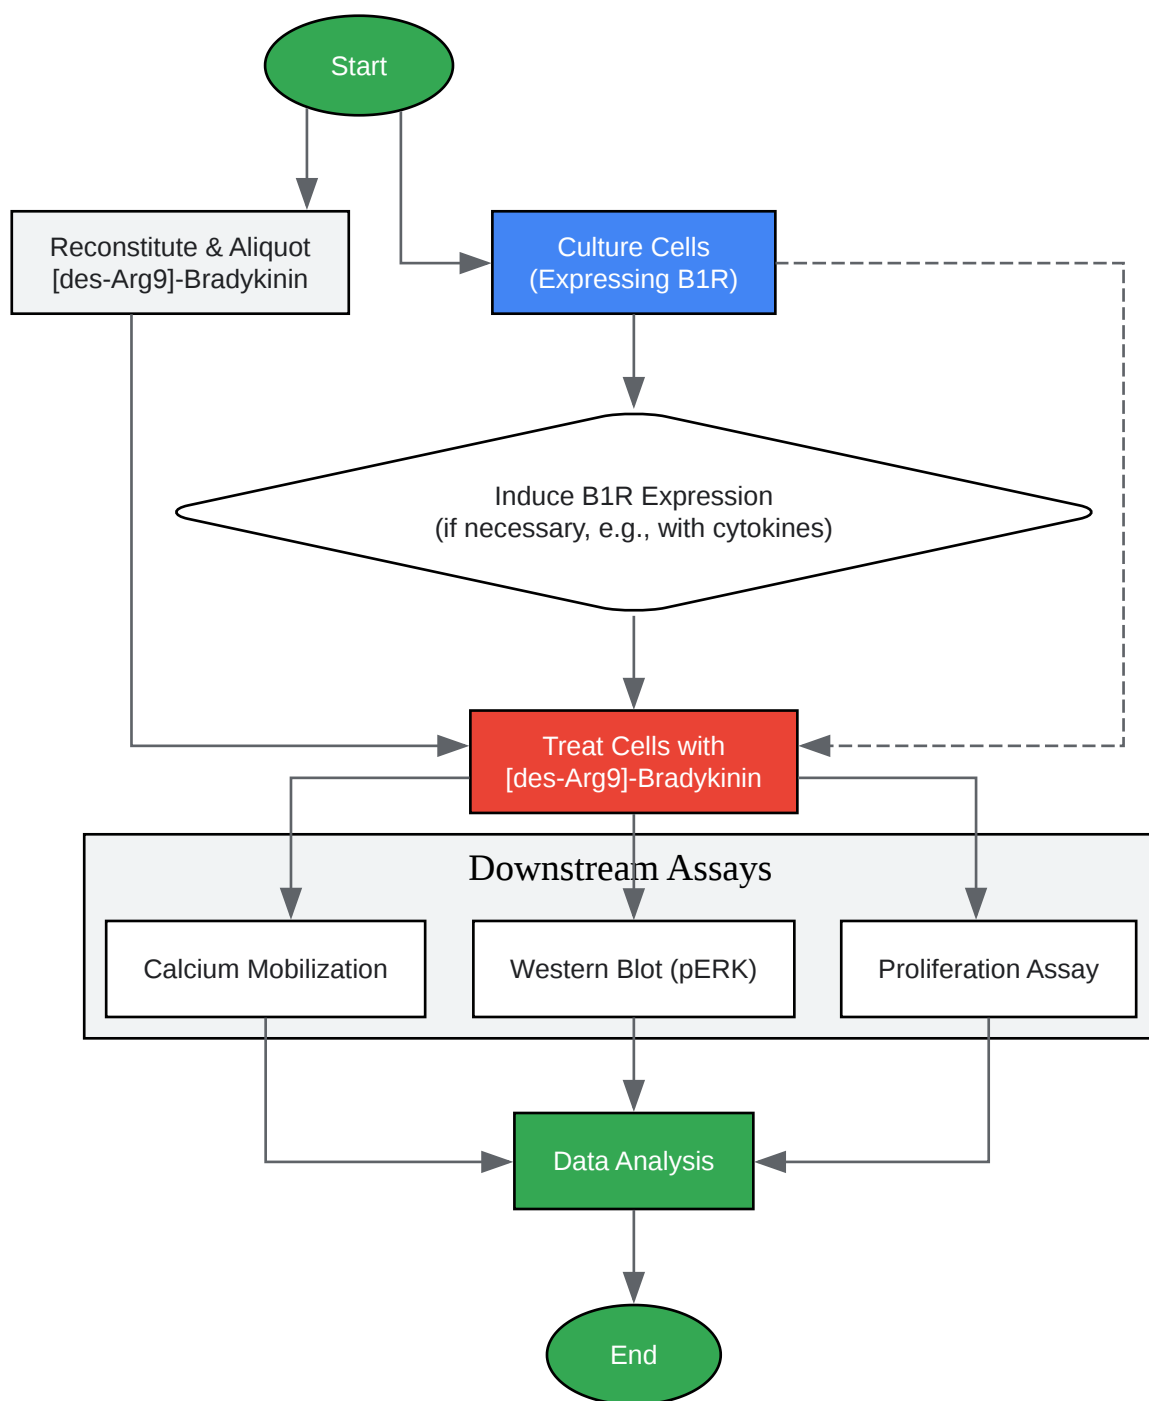 Start
Reconstitute & Aliquot
[des-Arg9]-Bradykinin
Culture Cells
(Expressing B1R)
Induce B1R Expression
(if necessary, e.g., with cytokines)
Treat Cells with
[des-Arg9]-Bradykinin
Downstream Assays
Calcium Mobilization
Western Blot (pERK)
Proliferation Assay
Data Analysis
End